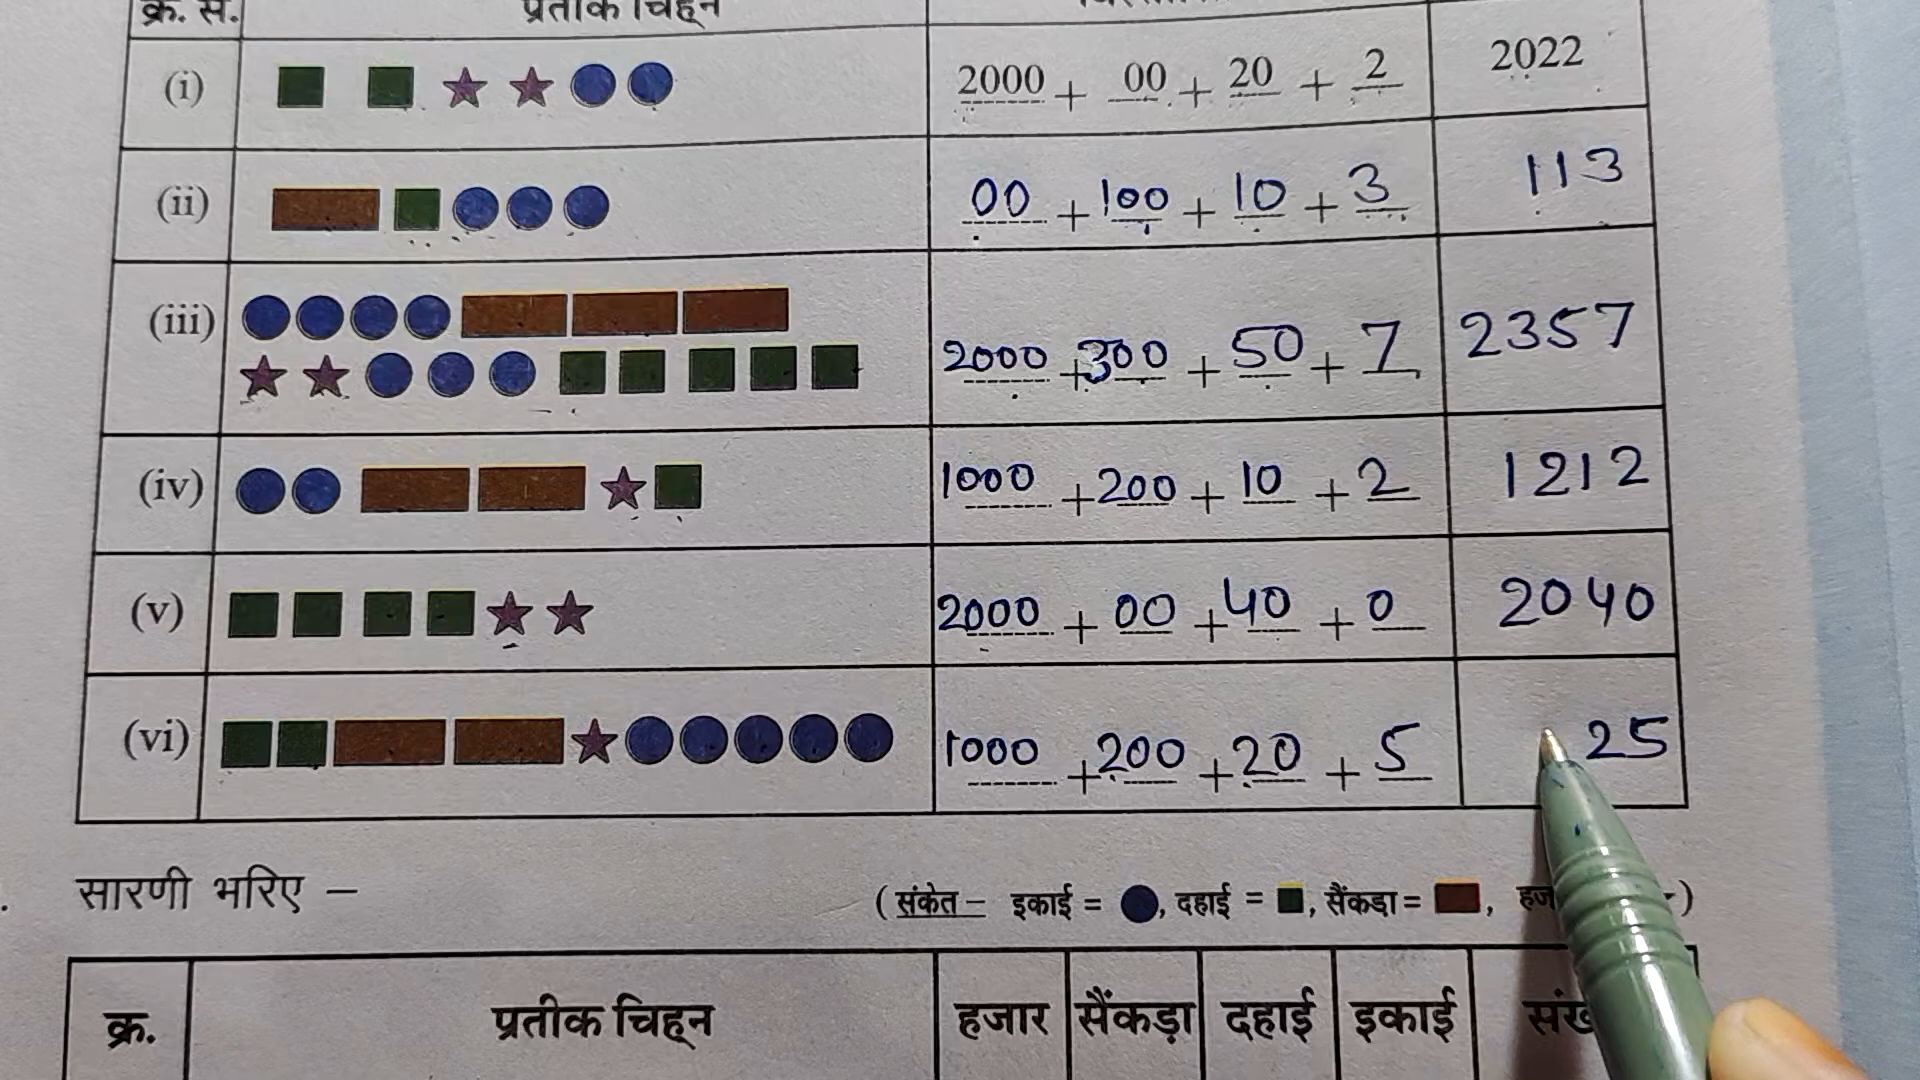 क्र. सं. प्रतीक चिह्न
(i) 2000 + 00 + 20 + 2 2022
(ii) 00 + 100 + 10 + 3 113
(iii) 2000 + 300 + 50 + 7 2357
(iv) 1000 + 200 + 10 + 2 1212
(v) 2000 + 00 + 40 + 0 2040
(vi) 1000 + 200 + 20 + 5 25
सारणी भरिए – (संकेत – इकाई = , दहाई = , सैंकडा = , )
क्र. प्रतीक चिह्न हजार सैंकड़ा दहाई इकाई